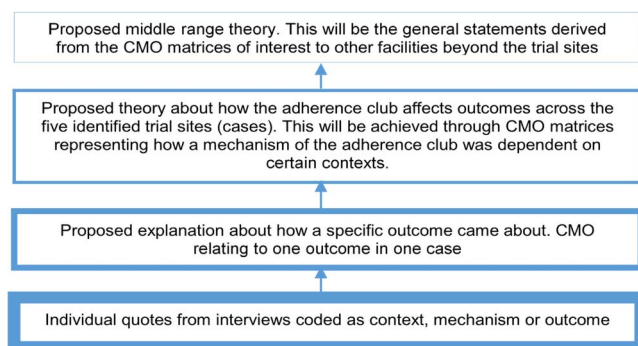 Proposed middle range theory. This will be the general statements derived
from the CMO matrices of interest to other facilities beyond the trial sites
Proposed theory about how the adherence club affects outcomes across the
five identified trial sites (cases). This will be achieved through CMO matrices
representing how a mechanism of the adherence club was dependent on
certain contexts.
Proposed explanation about how a specific outcome came about. CMO
relating to one outcome in one case
Individual quotes from interviews coded as context, mechanism or outcome